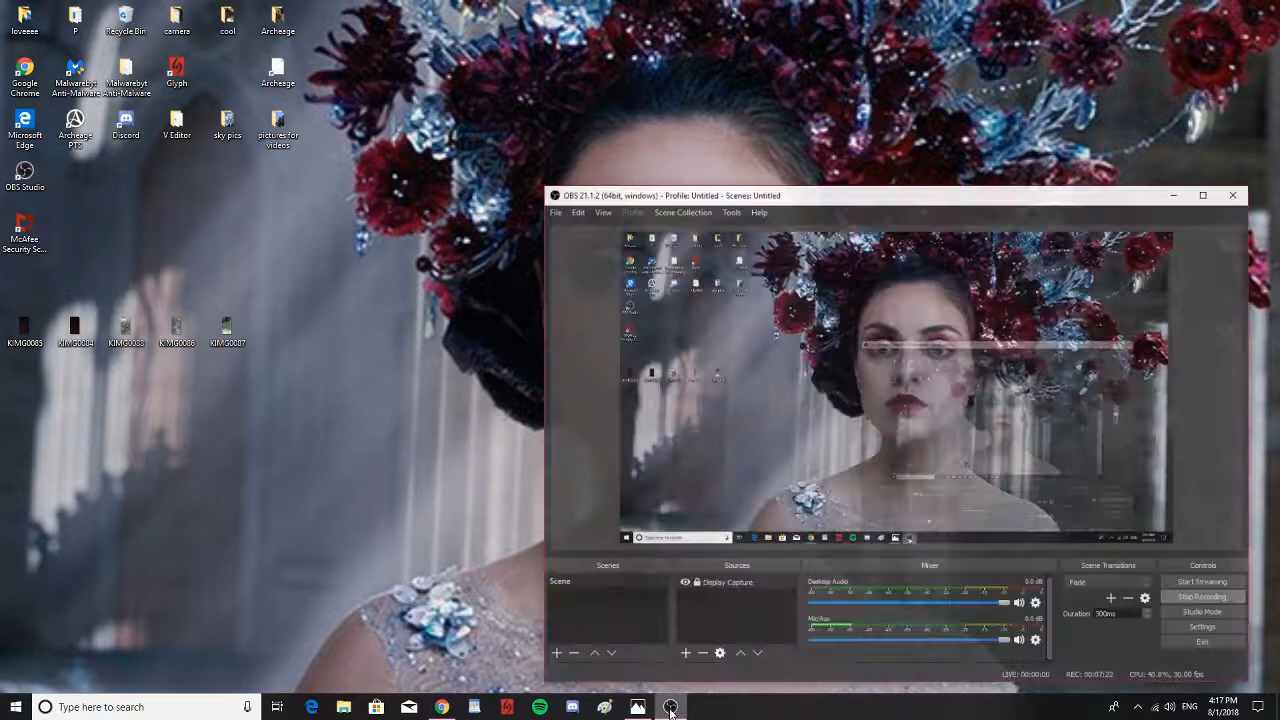 loveeee
P
Recycle Bin
camera
cool
Archeage
Google Chrome
Malwarebyt Anti-Malware
Malwarebyt Anti-Malware
Glyph
Archeage
Microsoft Edge
Archeage PTS
Discord
V Editor
sky pics
pictures for videos
OBS Studio
McAfee Security Sc...
KIMG0085
KIMG0084
KIMG0086
KIMG0087
OBS 21.1.2 (64bit, windows) - Profile: Untitled - Scenes: Untitled
File Edit View Profile Scene Collection Tools Help
Scenes
Sources
Mixer
Scene Transitions
Controls
Scene
Display Capture
Desktop Audio 0.0 dB
Mic/Aux 0.0 dB
Fade
Duration 300ms
Start Streaming
Stop Recording
Studio Mode
Settings
Exit
LIVE: 00:00:00 REC: 00:07:22 CPU: 40.8%, 30.00 fps
Type here to search
ENG
4:17 PM
8/1/2018